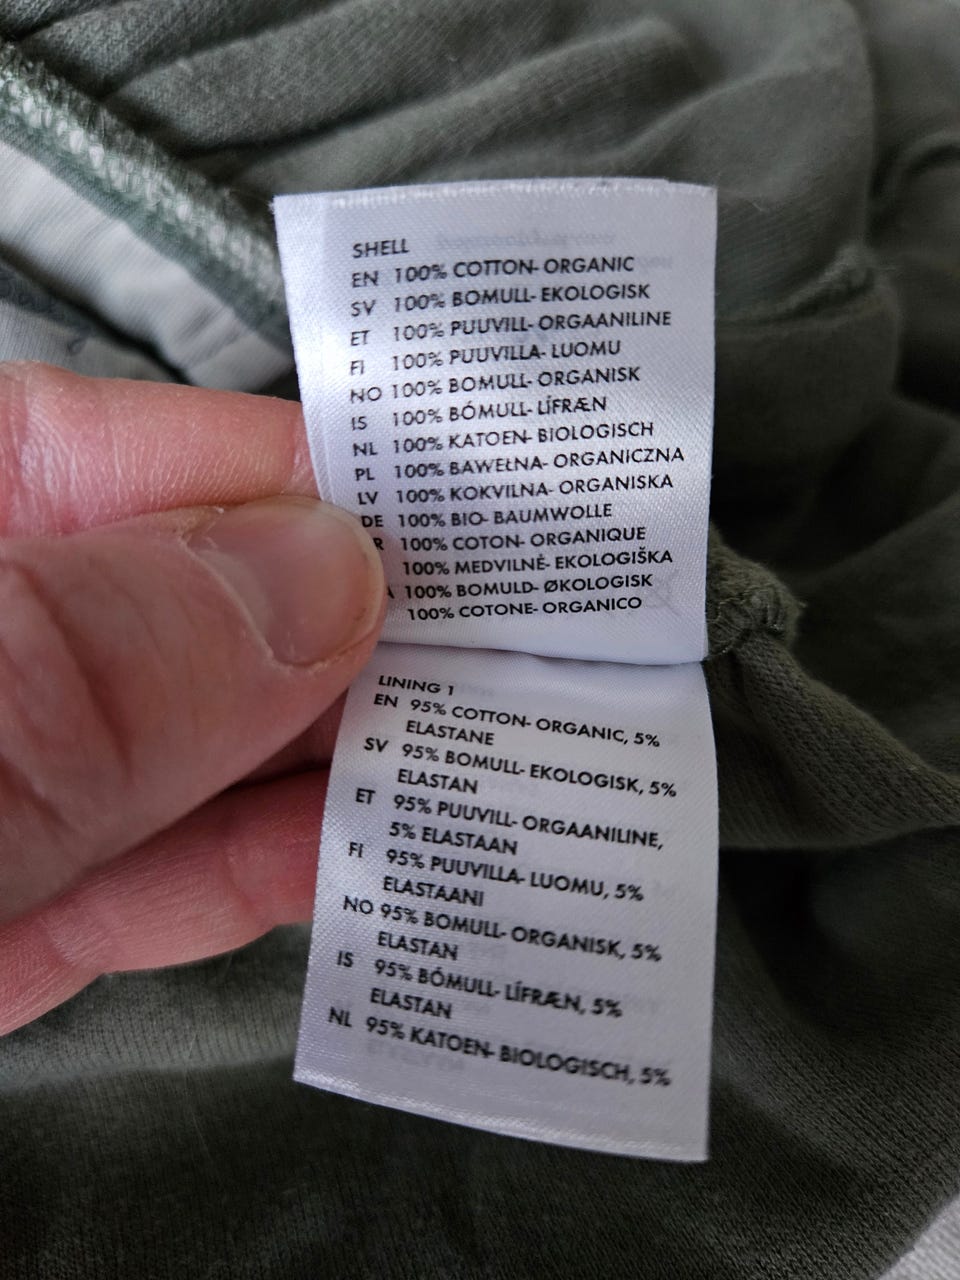 SHELL
EN 100% COTTON- ORGANIC
SV 100% BOMULL- EKOLOGISK
ET 100% PUUVILL- ORGAANILINE
FI 100% PUUVILLA- LUOMU
NO 100% BOMULL- ORGANISK
IS 100% BÓMULL- LÍFRÆN
NL 100% KATOEN- BIOLOGISCH
PL 100% BAWEŁNA- ORGANICZNA
LV 100% KOKVILNA- ORGANISKA
DE 100% BIO- BAUMWOLLE
R 100% COTON- ORGANIQUE
100% MEDVILNĖ- EKOLOGIŠKA
100% BOMULD- ØKOLOGISK
100% COTONE- ORGANICO
LINING 1
EN 95% COTTON- ORGANIC, 5%
ELASTANE
SV 95% BOMULL- EKOLOGISK, 5%
ELASTAN
ET 95% PUUVILL- ORGAANILINE,
5% ELASTAAN
FI 95% PUUVILLA- LUOMU, 5%
ELASTAANI
NO 95% BOMULL- ORGANISK, 5%
ELASTAN
IS 95% BÓMULL- LÍFRÆN, 5%
ELASTAN
NL 95% KATOEN- BIOLOGISCH, 5%